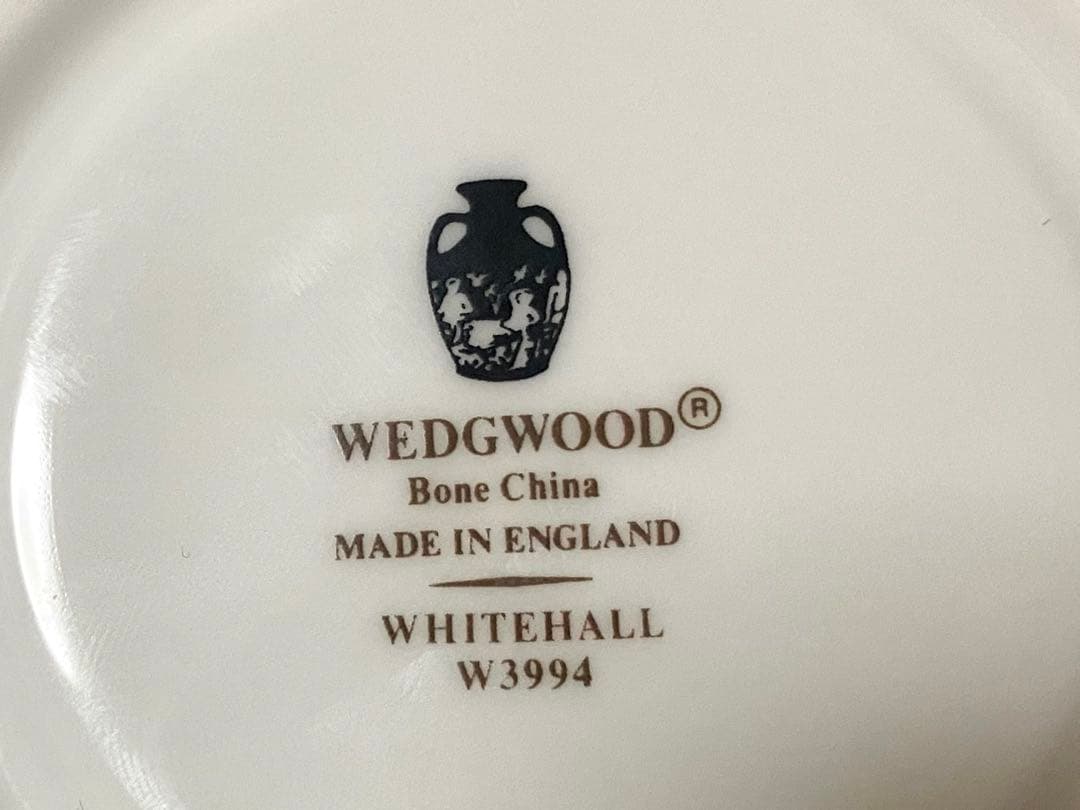 WEDGWOOD®
Bone China
MADE IN ENGLAND
WHITEHALL
W3994